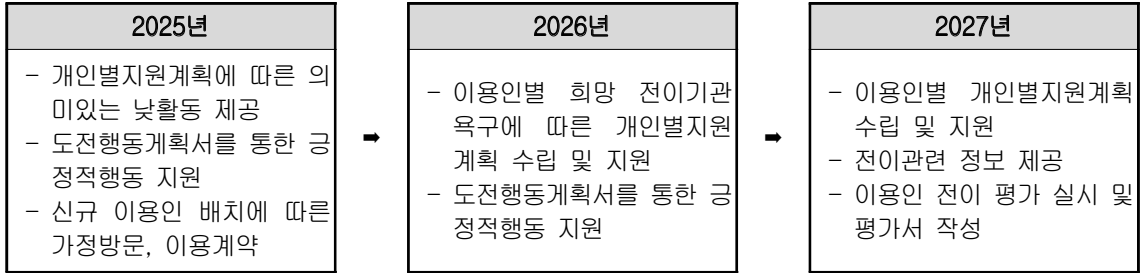 2025년
- 개인별지원계획에 따른 의
미있는 낮활동 제공
- 도전행동계획서를 통한 긍
정적행동 지원
- 신규 이용인 배치에 따른
가정방문, 이용계약
➡
2026년
- 이용인별 희망 전이기관
욕구에 따른 개인별지원
계획 수립 및 지원
- 도전행동계획서를 통한 긍
정적행동 지원
➡
2027년
- 이용인별 개인별지원계획
수립 및 지원
- 전이관련 정보 제공
- 이용인 전이 평가 실시 및
평가서 작성